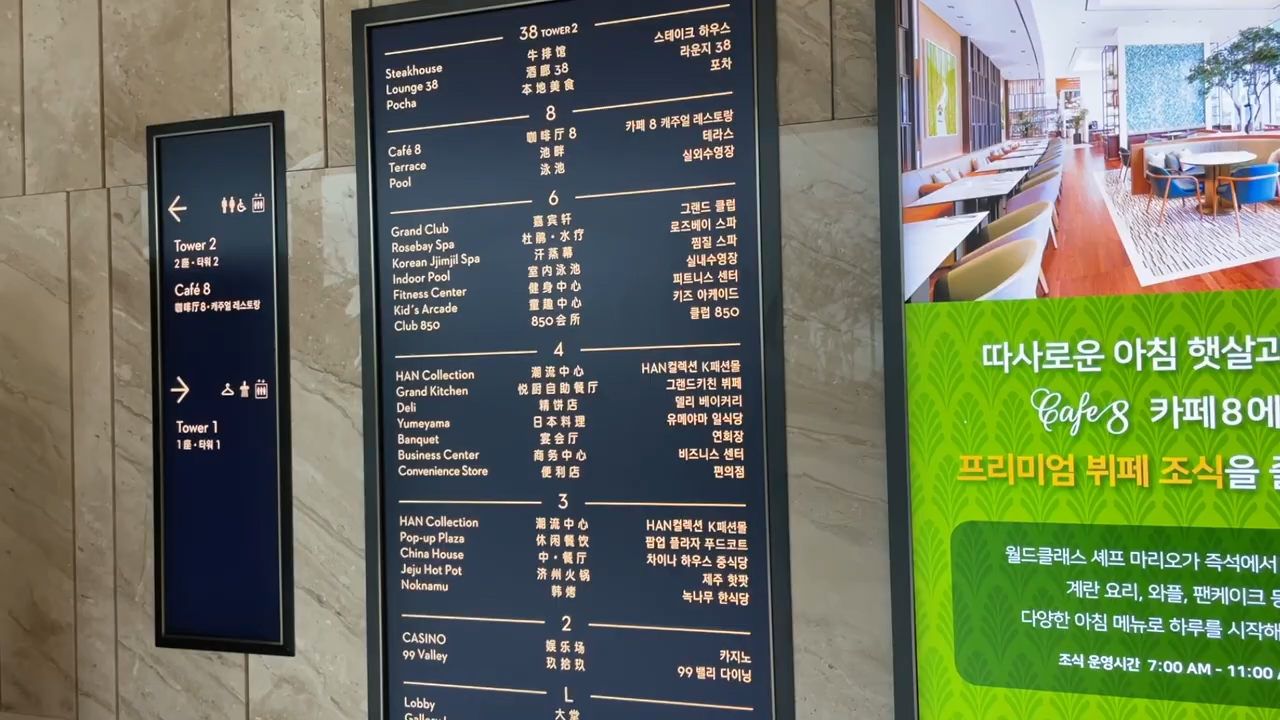 Tower 2
2座・타워 2
Café 8
咖啡厅8・캐주얼 레스토랑
Tower 1
1座・타워 1
38 TOWER 2
Steakhouse 牛排馆 스테이크 하우스
Lounge 38 酒廊 38 라운지 38
Pocha 本地美食 포차
8
Café 8 咖啡厅 8 카페 8 캐주얼 레스토랑
Terrace 池畔 테라스
Pool 泳池 실외수영장
6
Grand Club 嘉宾轩 그랜드 클럽
Rosebay Spa 杜鹃・水疗 로즈베이 스파
Korean Jjimjil Spa 汗蒸幕 찜질 스파
Indoor Pool 室内泳池 실내수영장
Fitness Center 健身中心 피트니스 센터
Kid's Arcade 童趣中心 키즈 아케이드
Club 850 850会所 클럽 850
4
HAN Collection 潮流中心 HAN컬렉션 K패션몰
Grand Kitchen 悦厨自助餐厅 그랜드키친 뷔페
Deli 精饼店 델리 베이커리
Yumeyama 日本料理 유메야마 일식당
Banquet 宴会厅 연회장
Business Center 商务中心 비즈니스 센터
Convenience Store 便利店 편의점
3
HAN Collection 潮流中心 HAN컬렉션 K패션몰
Pop-up Plaza 休闲餐饮 팝업 플라자 푸드코트
China House 中・餐厅 차이나 하우스 중식당
Jeju Hot Pot 济州火锅 제주 핫팟
Noknamu 韩烤 녹나무 한식당
2
CASINO 娱乐场 카지노
99 Valley 玖拾玖 99 밸리 다이닝
L
Lobby 大堂
따사로운 아침 햇살과
Cafe 8 카페 8에
프리미엄 뷔페 조식을
월드클래스 셰프 마리오가 즉석에서
계란 요리, 와플, 팬케이크
다양한 아침 메뉴로 하루를 시작해
조식 운영시간 7:00 AM - 11:00